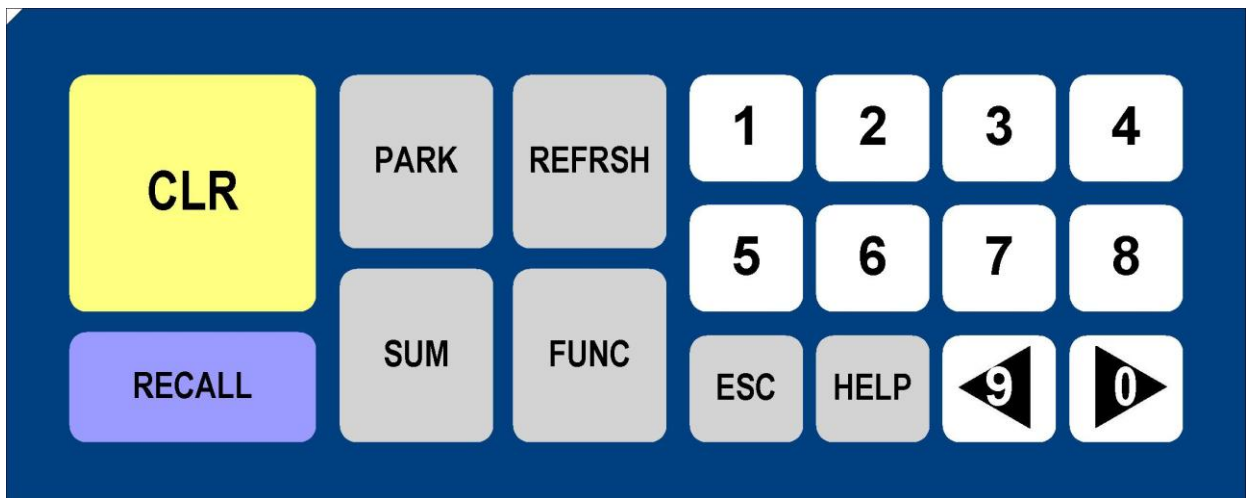 CLR
RECALL
PARK
REFRSH
SUM
FUNC
1 2 3 4
5 6 7 8
ESC HELP 9 0